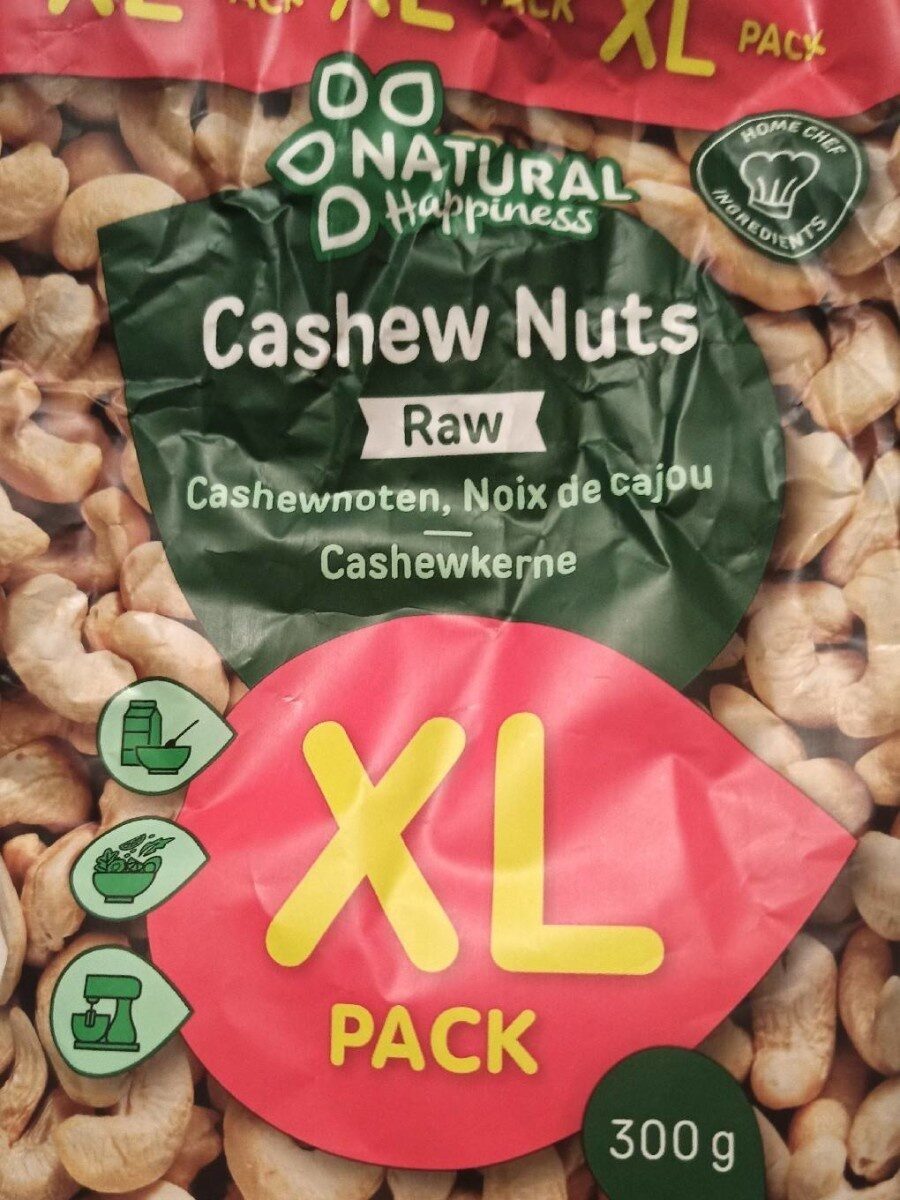 XL PACK XL PACK XL PACK
NATURAL
Happiness
HOME CHEF
INGREDIENTS
Cashew Nuts
Raw
Cashewnoten, Noix de cajou
Cashewkerne
XL
PACK
300 g